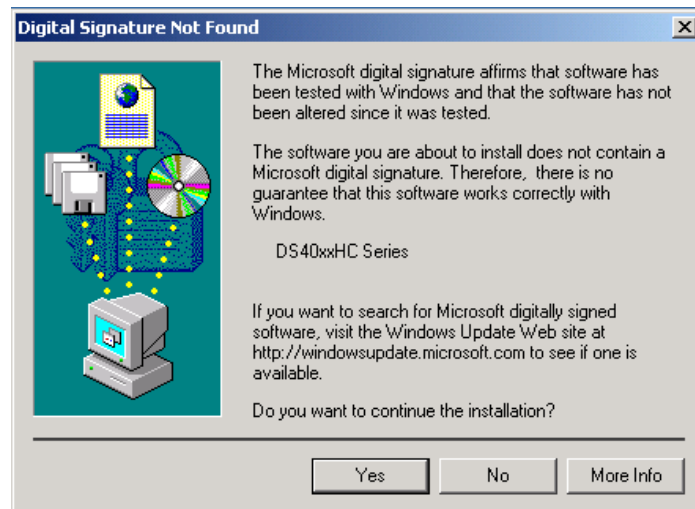 Digital Signature Not Found
The Microsoft digital signature affirms that software has
been tested with Windows and that the software has not
been altered since it was tested.
The software you are about to install does not contain a
Microsoft digital signature. Therefore,  there is no
guarantee that this software works correctly with
Windows.
DS40xxHC Series
If you want to search for Microsoft digitally signed
software, visit the Windows Update Web site at
http://windowsupdate.microsoft.com to see if one is
available.
Do you want to continue the installation?
Yes
No
More Info